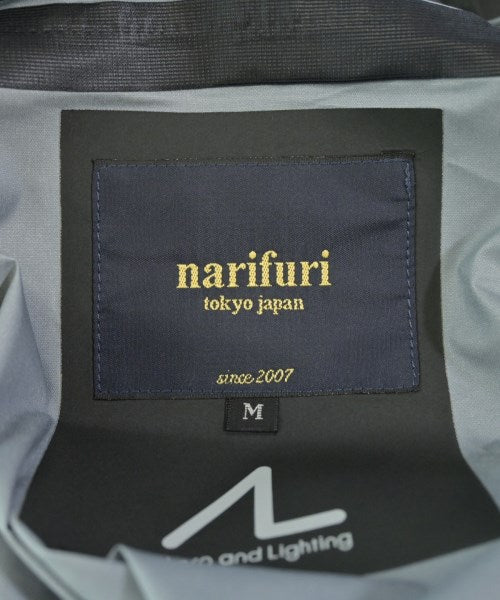 narifuri
tokyo japan
since 2007
M
and Lighting